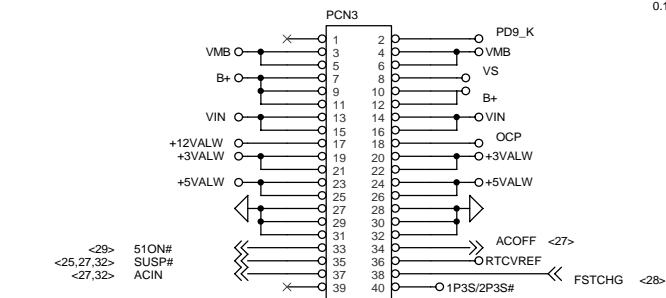 0.1
PCN3
1 2 PD9_K
VMB 3 4 VMB
5 6
B+ 7 8 VS
9 10 B+
11 12
VIN 13 14 VIN
15 16
+12VALW 17 18 OCP
+3VALW 19 20 +3VALW
21 22
+5VALW 23 24 +5VALW
25 26
27 28
29 30
31 32
<29> 51ON# 33 34 ACOFF <27>
<25,27,32> SUSP# 35 36 RTCVREF
<27,32> ACIN 37 38 FSTCHG <28>
39 40 1P3S/2P3S#